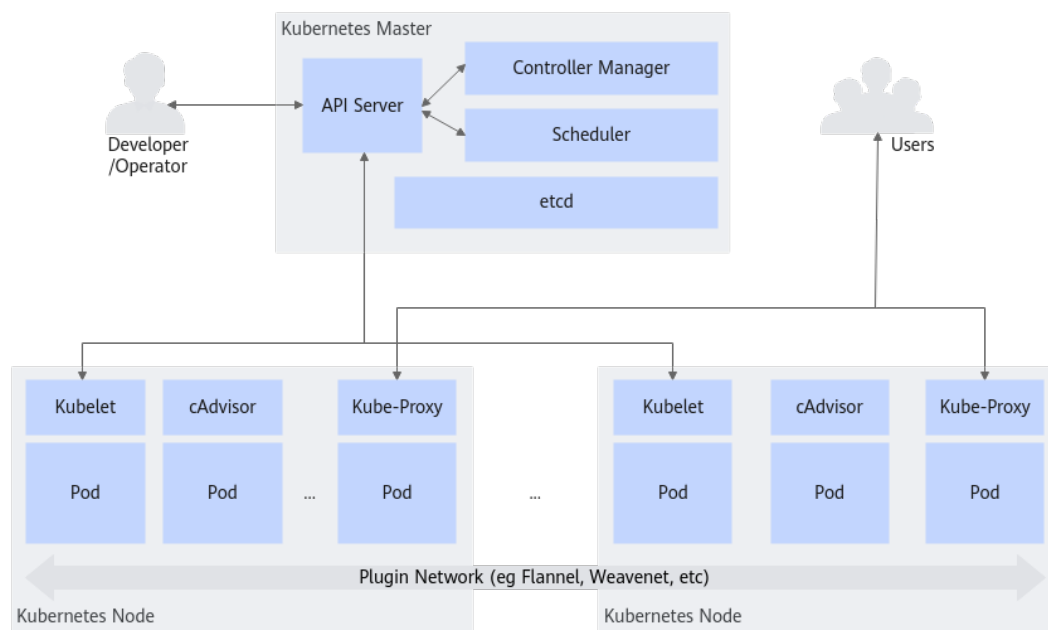 Kubernetes Master
API Server
Controller Manager
Scheduler
etcd
Developer
/Operator
Users
Kubelet
cAdvisor
Kube-Proxy
Pod
Pod
...
Pod
Kubernetes Node
...
Kubelet
cAdvisor
Kube-Proxy
Pod
Pod
Pod
Plugin Network (eg Flannel, Weavenet, etc)
Kubernetes Node